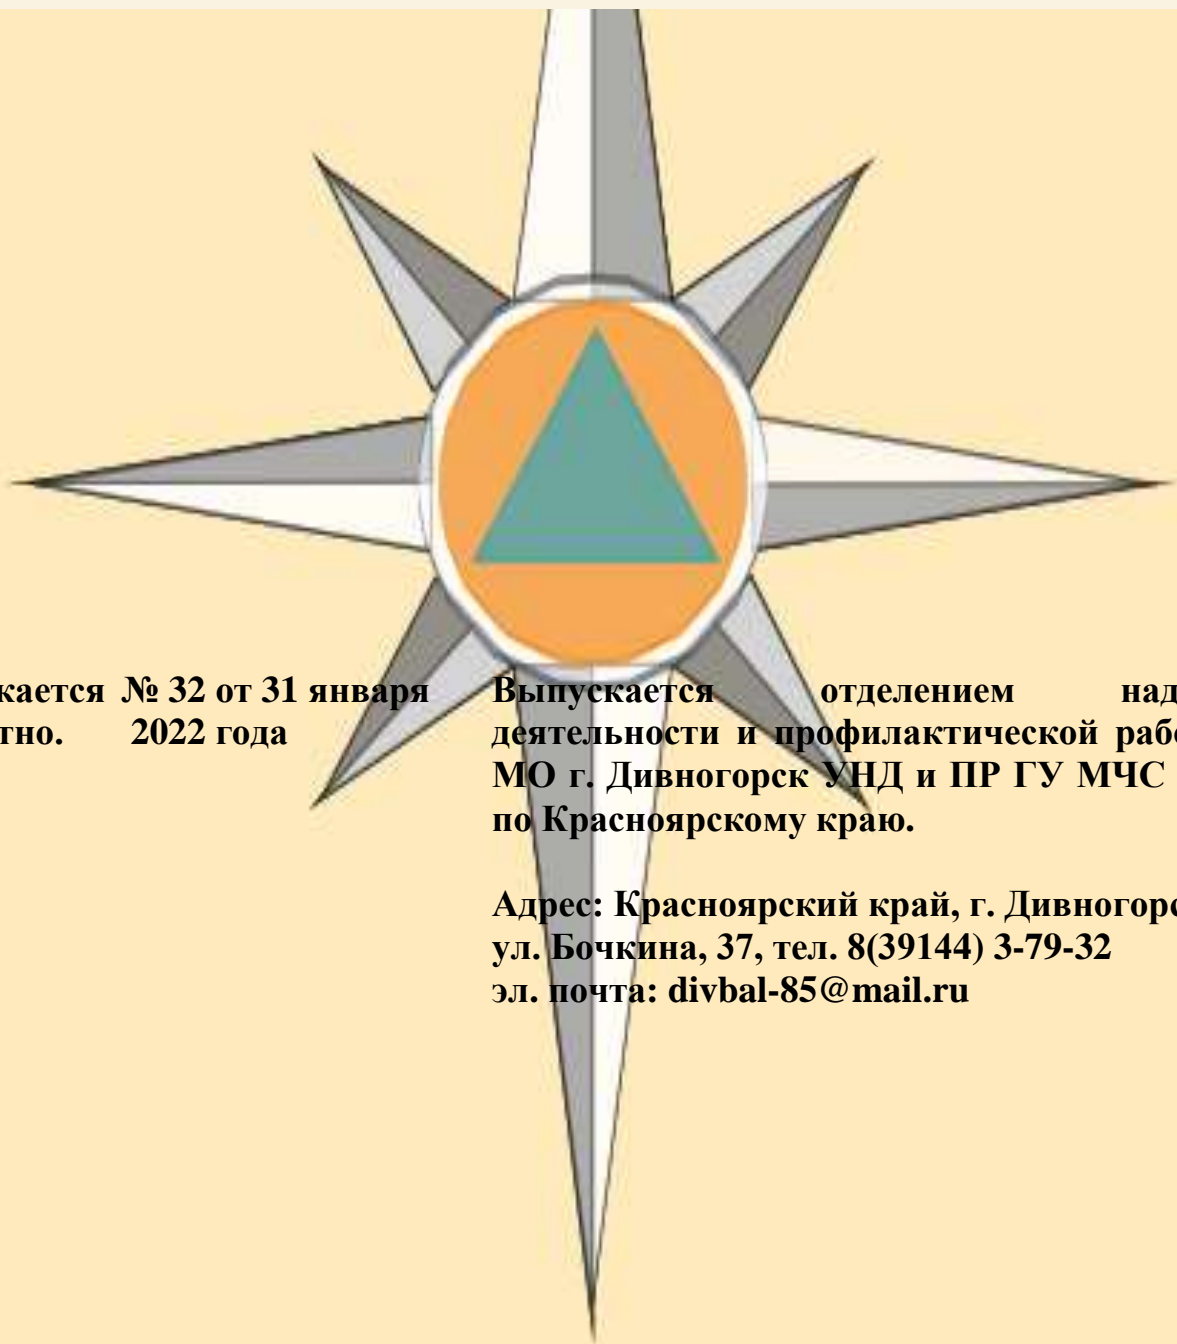 кается № 32 от 31 января
тно. 2022 года
Выпускается отделением над
деятельности и профилактической раб
МО г. Дивногорск УНД и ПР ГУ МЧС
по Красноярскому краю.
Адрес: Красноярский край, г. Дивногорс
ул. Бочкина, 37, тел. 8(39144) 3-79-32
эл. почта: divbal-85@mail.ru